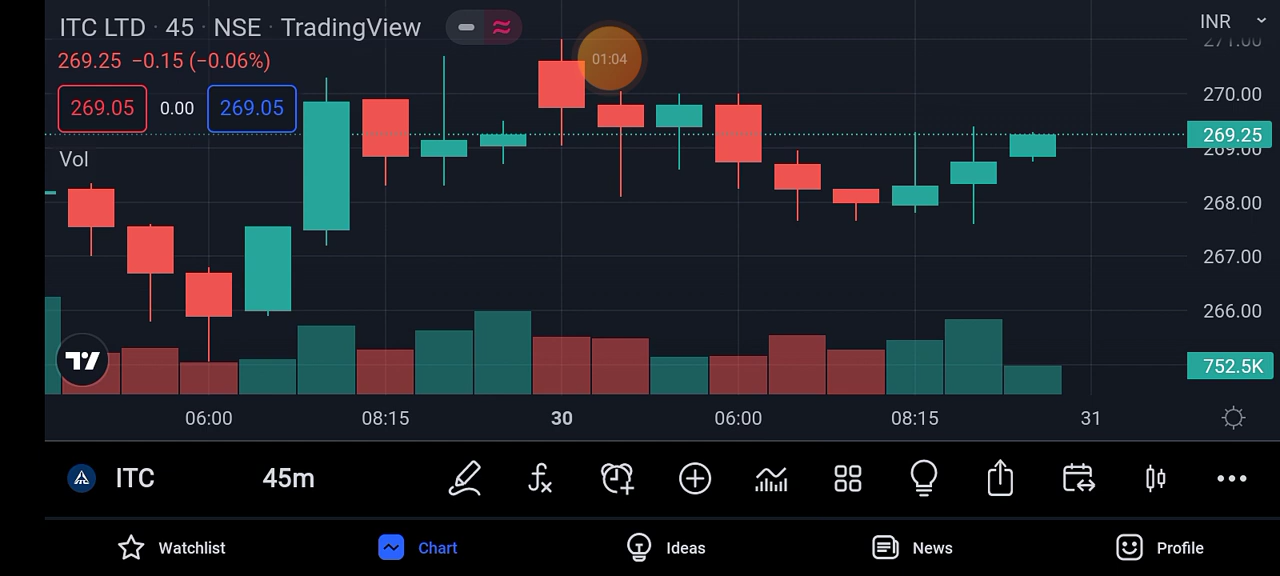 ITC LTD · 45 · NSE · TradingView
INR
271.00
269.25 −0.15 (−0.06%)
01:04
269.05 0.00 269.05
270.00
269.25
269.00
Vol
268.00
267.00
266.00
752.5K
06:00 08:15 30 06:00 08:15 31
ITC 45m
Watchlist Chart Ideas News Profile